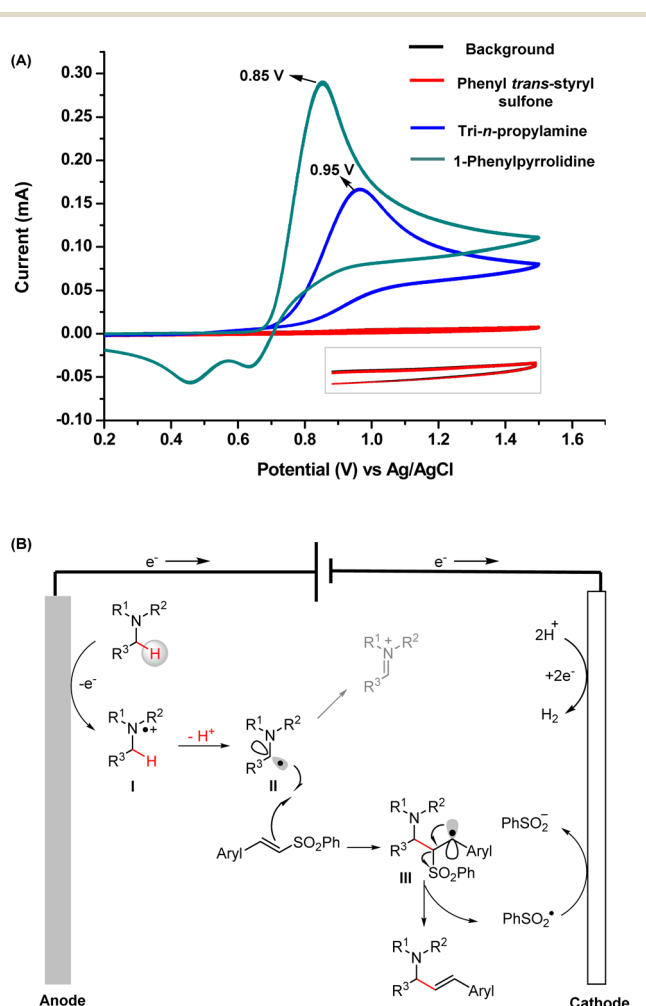 (A)
0.30
0.25
0.20
0.15
0.10
0.05
0.00
-0.05
-0.10
Current (mA)
0.85 V
0.95 V
Background
Phenyl trans-styryl
sulfone
Tri-n-propylamine
1-Phenylpyrrolidine
0.2 0.4 0.6 0.8 1.0 1.2 1.4 1.6
Potential (V) vs Ag/AgCl
(B)
e⁻ e⁻
R¹ N R²
R³ H
-e⁻
R¹ N •+ R²
R³ H
I
- H⁺
R¹ N R²
R³ •
II
R¹ + N R²
R³
2H⁺
+2e⁻
H₂
Aryl SO₂Ph
R¹ N R²
R³ • Aryl
SO₂Ph
III
PhSO₂⁻
PhSO₂•
R¹ N R²
R³ Aryl
Anode Cathode